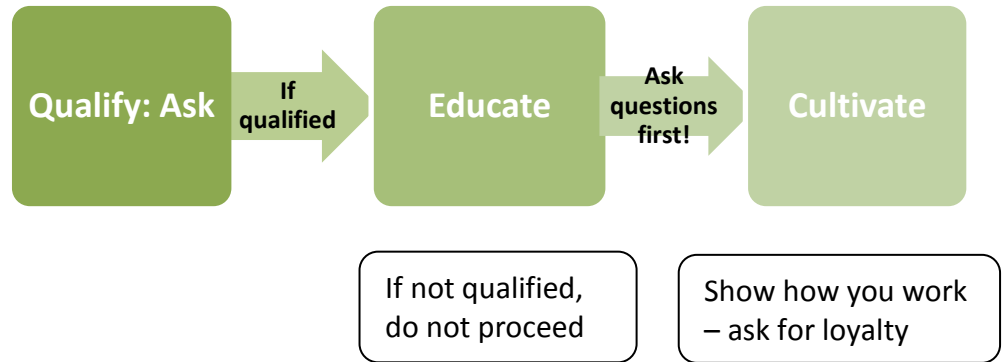 Qualify: Ask
If
qualified
Educate
Ask
questions
first!
Cultivate
If not qualified,
do not proceed
Show how you work
– ask for loyalty